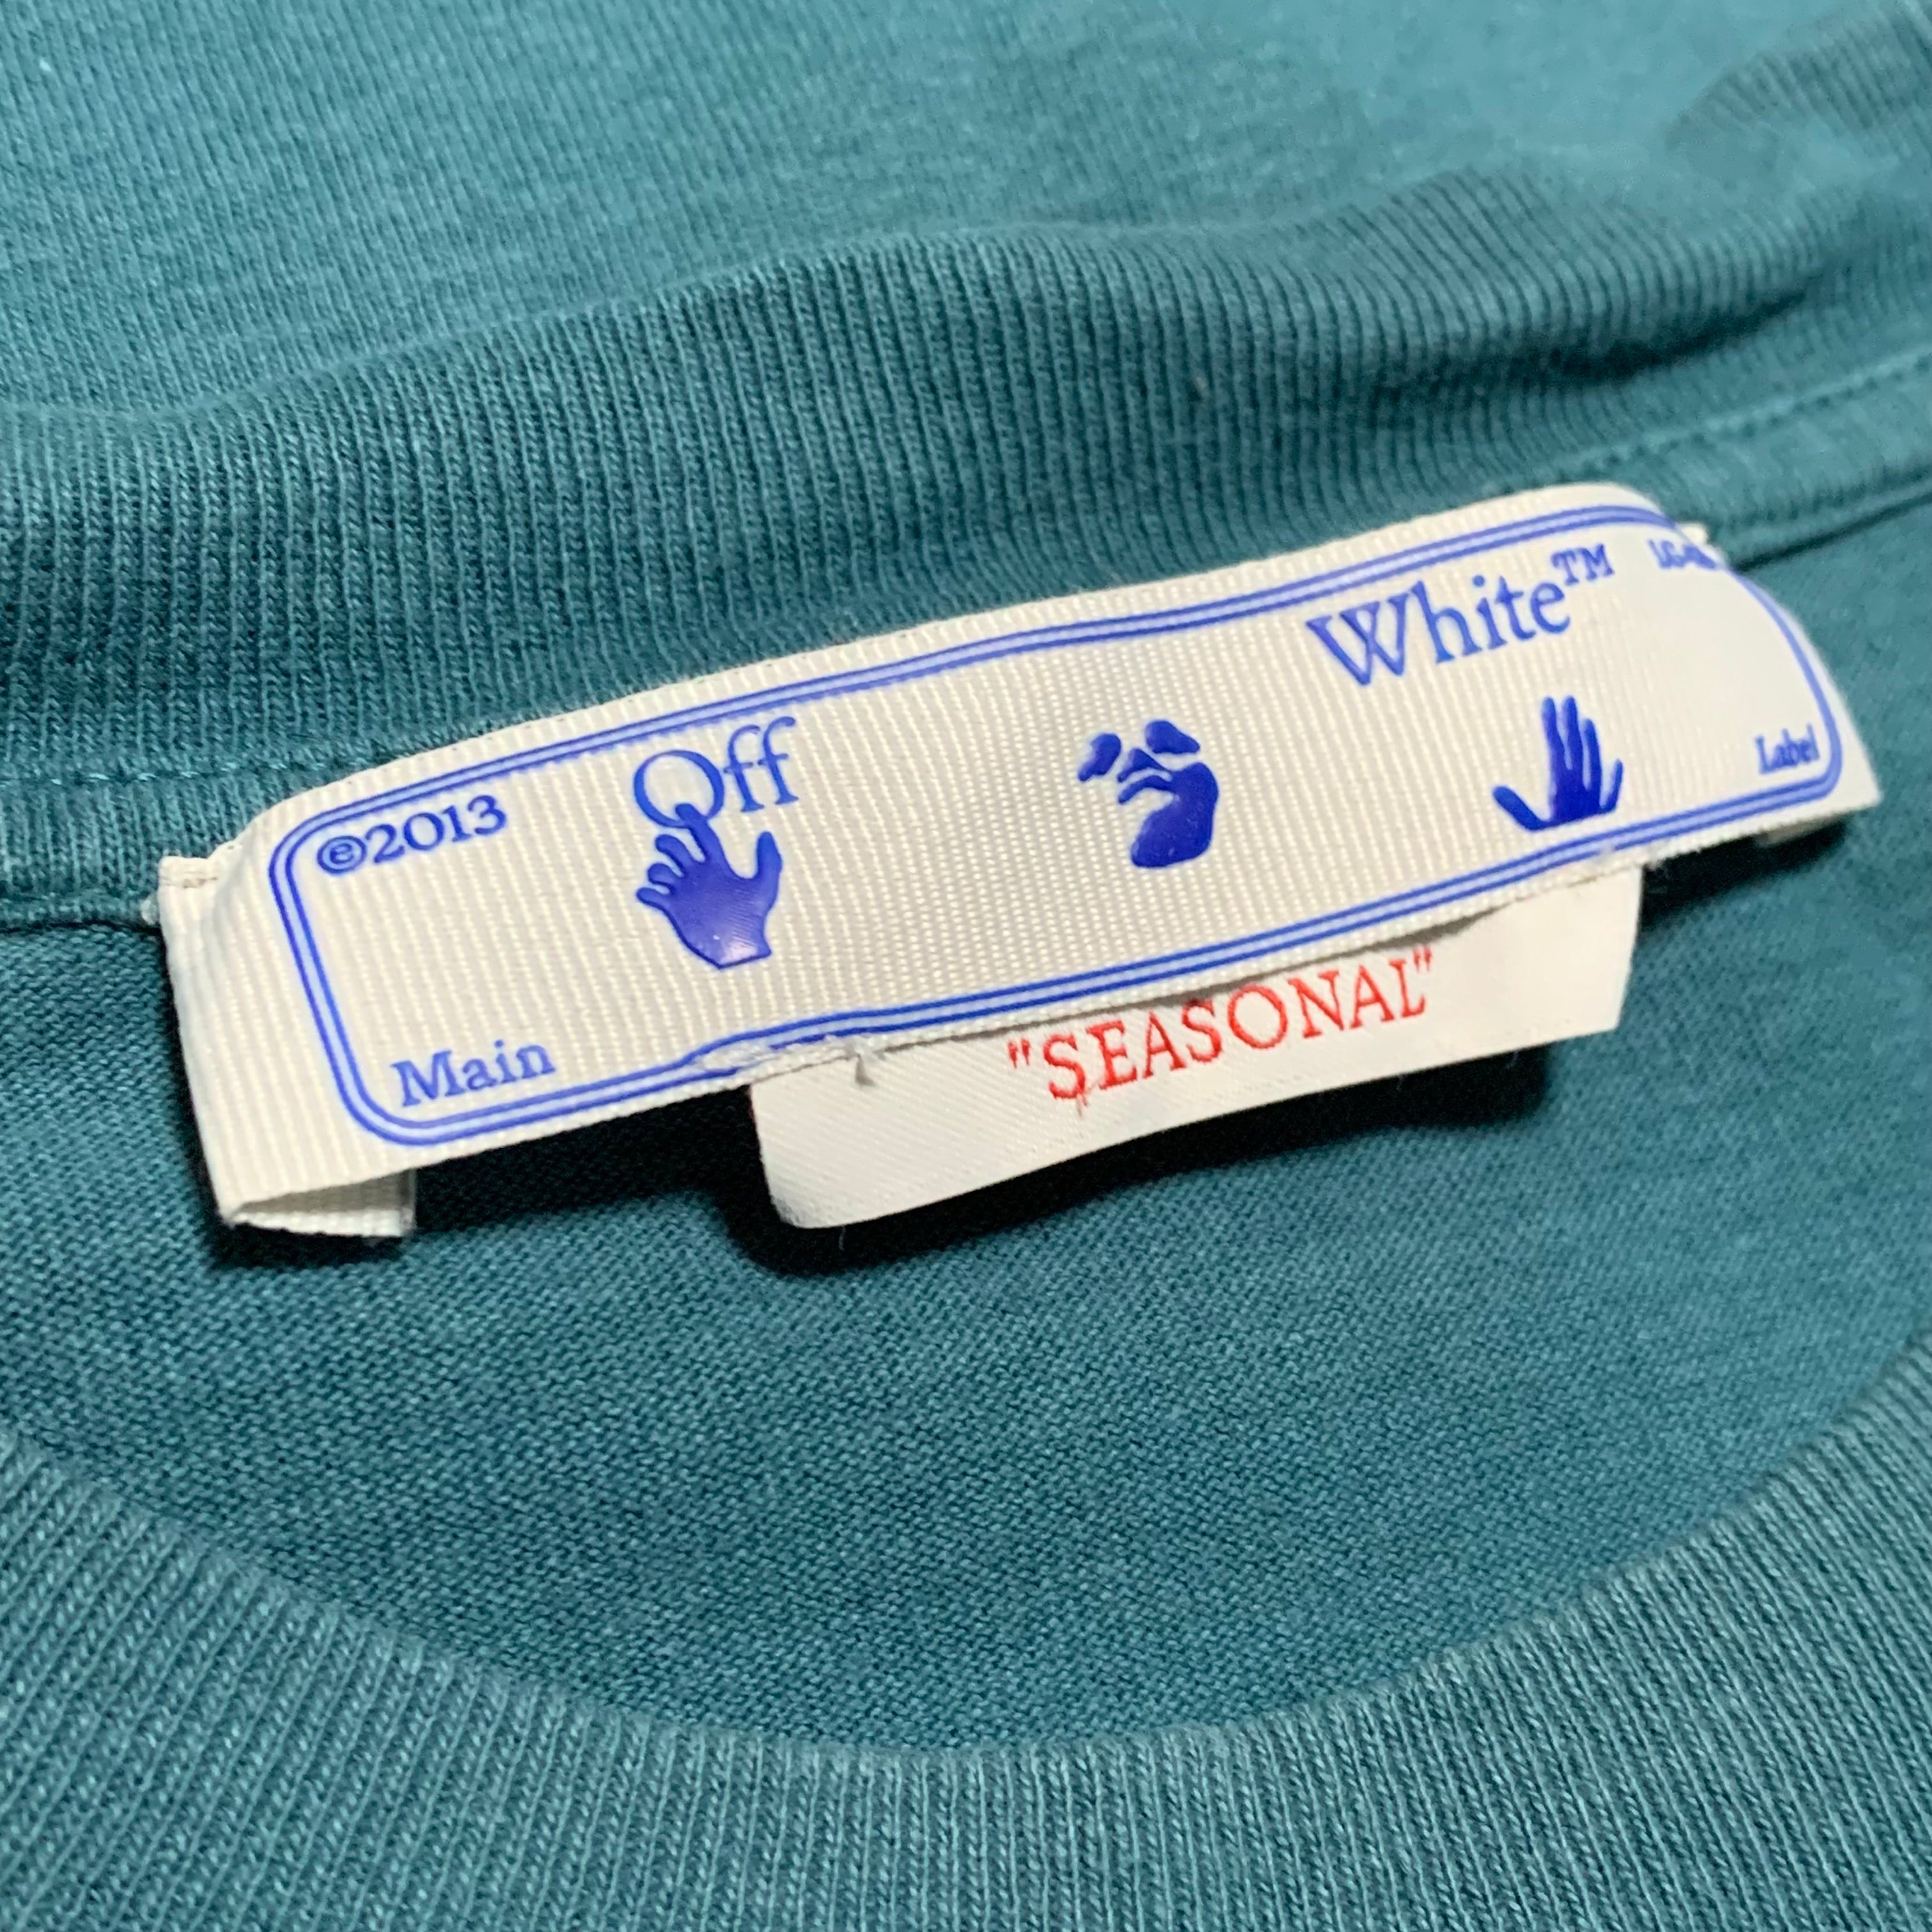 ©2013
Off
White™
Main
Label
"SEASONAL"